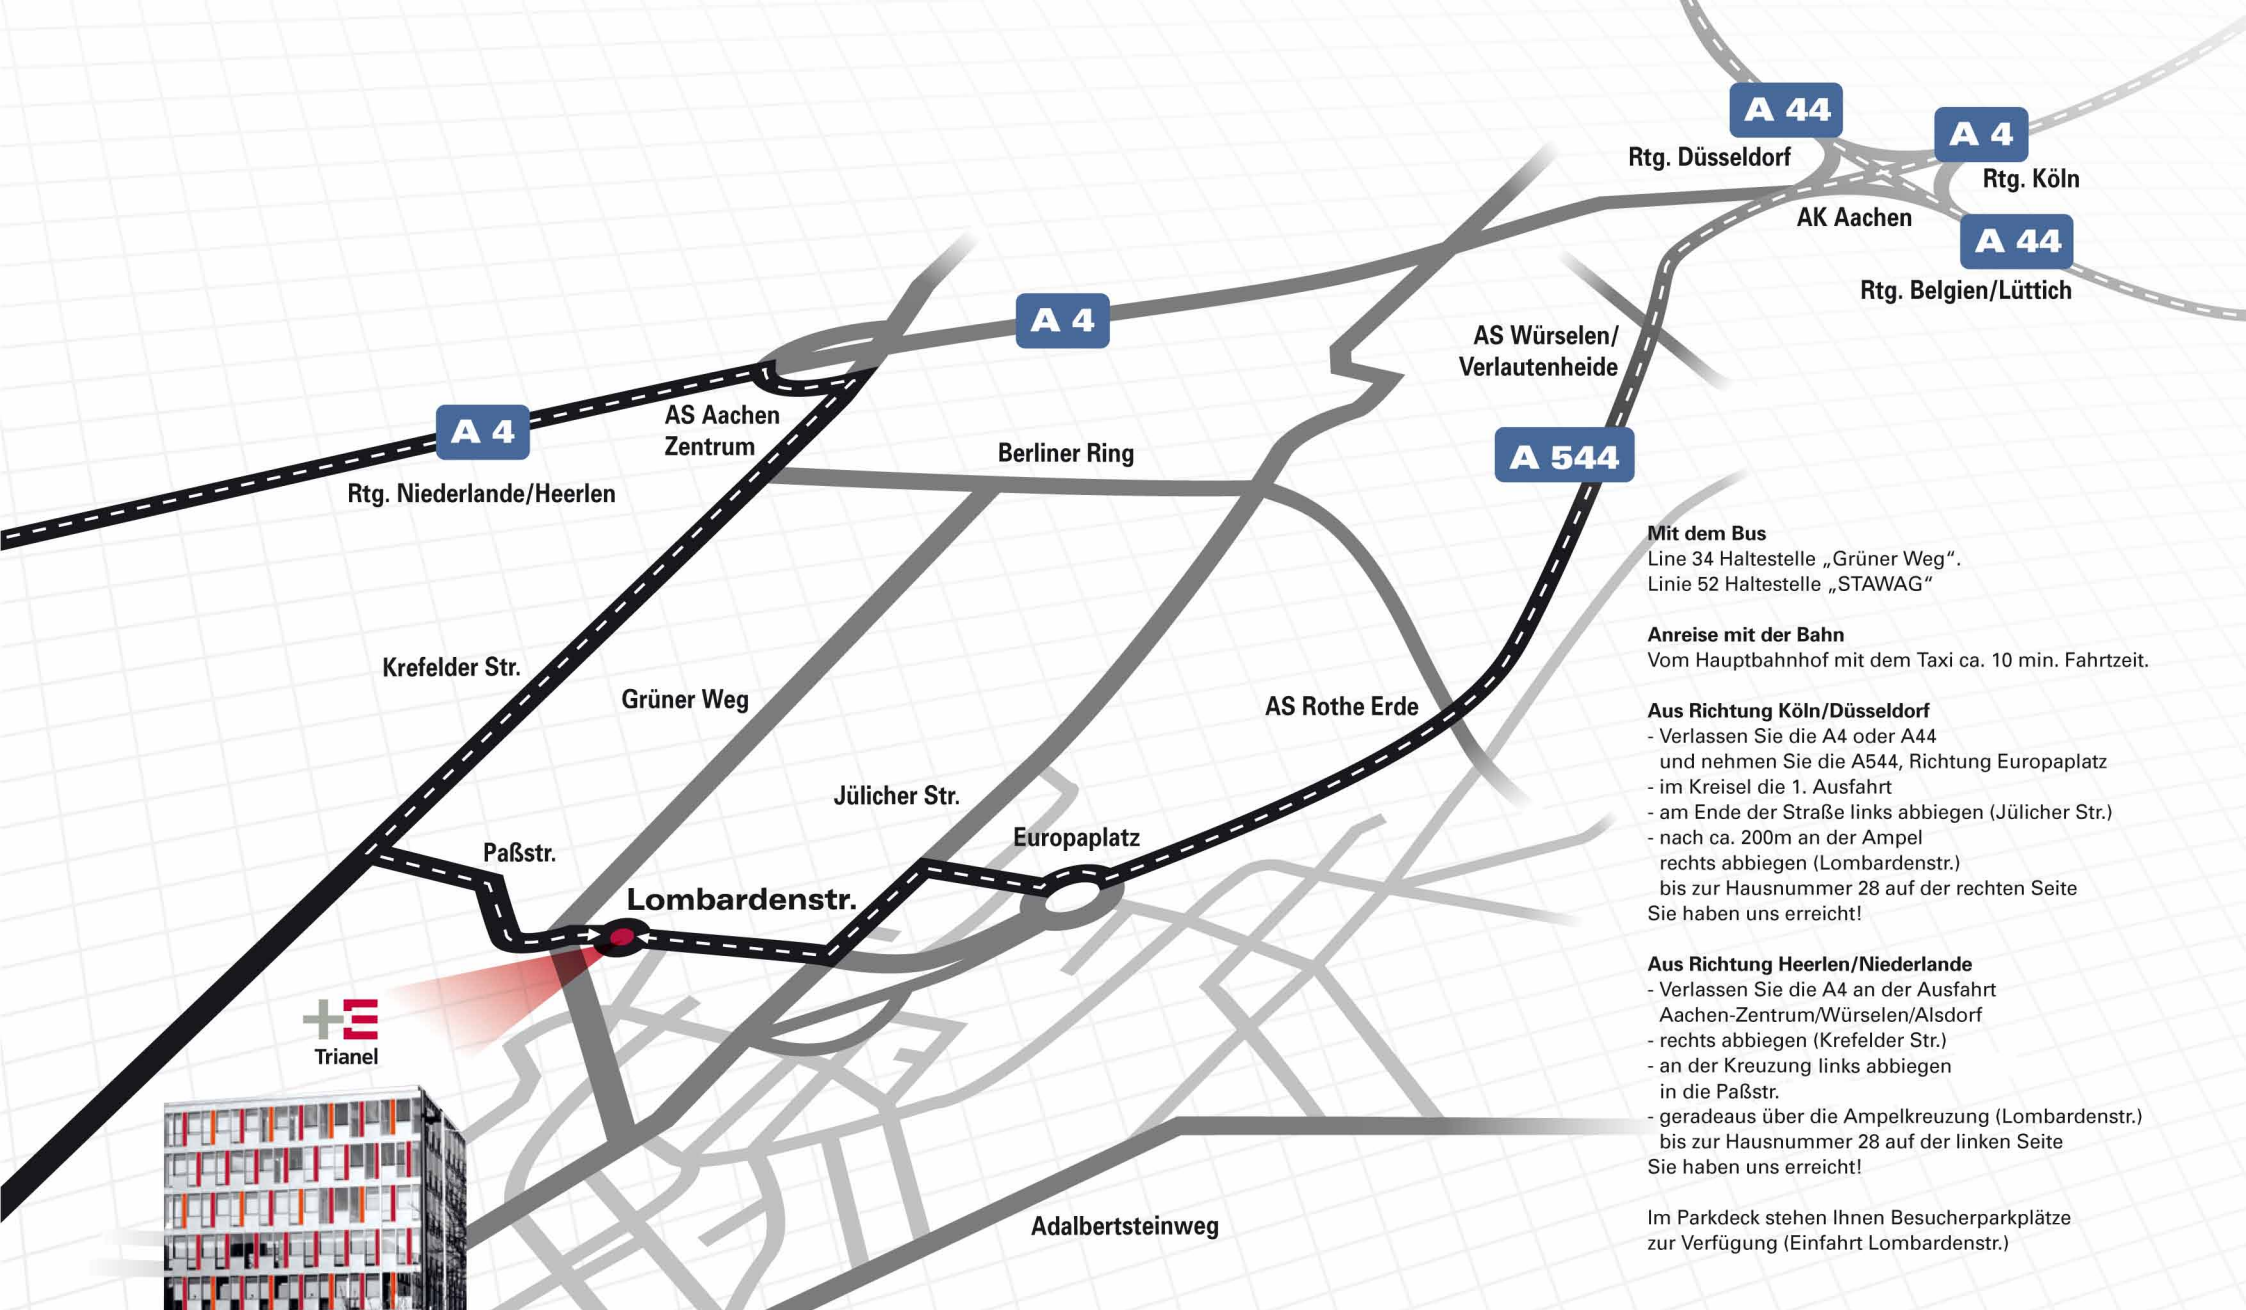 A 44
A 4
Rtg. Düsseldorf
Rtg. Köln
AK Aachen
A 44
Rtg. Belgien/Lüttich
A 4
AS Würselen/
Verlautenheide
A 4
AS Aachen
Zentrum
Rtg. Niederlande/Heerlen
Berliner Ring
A 544
Krefelder Str.
Grüner Weg
AS Rothe Erde
Jülicher Str.
Europaplatz
Paßstr.
Lombardenstr.
Trianel
Adalbertsteinweg
Mit dem Bus
Line 34 Haltestelle „Grüner Weg“.
Linie 52 Haltestelle „STAWAG“
Anreise mit der Bahn
Vom Hauptbahnhof mit dem Taxi ca. 10 min. Fahrtzeit.
Aus Richtung Köln/Düsseldorf
- Verlassen Sie die A4 oder A44
und nehmen Sie die A544, Richtung Europaplatz
- im Kreisel die 1. Ausfahrt
- am Ende der Straße links abbiegen (Jülicher Str.)
- nach ca. 200m an der Ampel
rechts abbiegen (Lombardenstr.)
bis zur Hausnummer 28 auf der rechten Seite
Sie haben uns erreicht!
Aus Richtung Heerlen/Niederlande
- Verlassen Sie die A4 an der Ausfahrt
Aachen-Zentrum/Würselen/Alsdorf
- rechts abbiegen (Krefelder Str.)
- an der Kreuzung links abbiegen
in die Paßstr.
- geradeaus über die Ampelkreuzung (Lombardenstr.)
bis zur Hausnummer 28 auf der linken Seite
Sie haben uns erreicht!
Im Parkdeck stehen Ihnen Besucherparkplätze
zur Verfügung (Einfahrt Lombardenstr.)